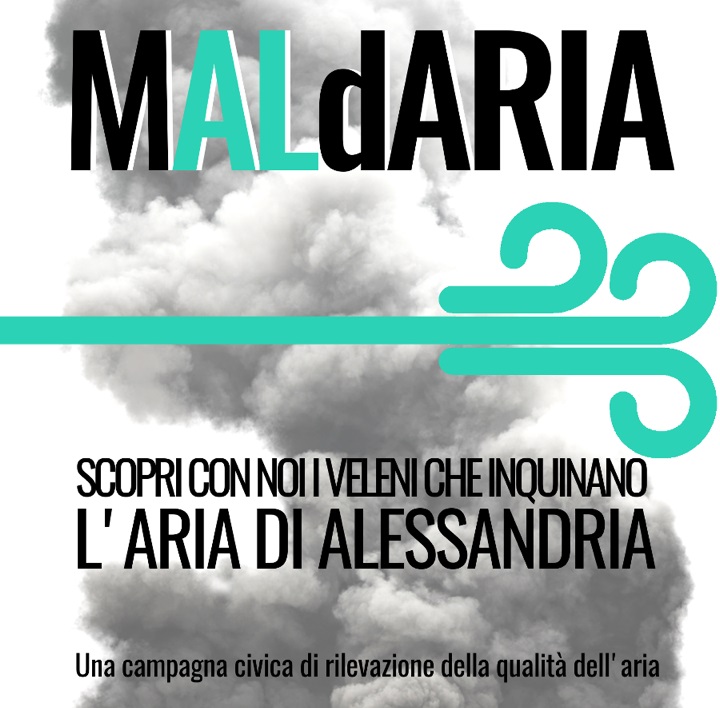 MALdARIA
SCOPRI CON NOI I VELENI CHE INQUINANO
L'ARIA DI ALESSANDRIA
Una campagna civica di rilevazione della qualità dell'aria